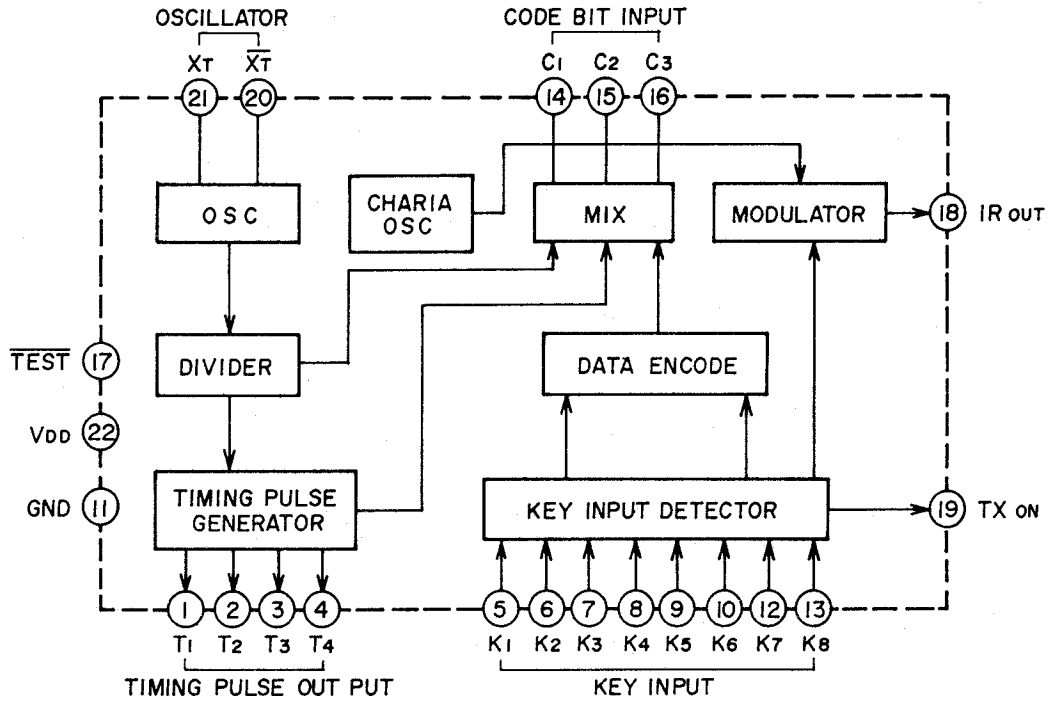 OSCILLATOR CODE BIT INPUT
XT X̅T̅ C1 C2 C3
21 20 14 15 16
OSC
CHARIA
OSC
MIX
MODULATOR
18 IR OUT
T̅E̅S̅T̅ 17
DIVIDER
DATA ENCODE
VDD 22
GND 11
TIMING PULSE
GENERATOR
KEY INPUT DETECTOR
19 TX ON
1 2 3 4 5 6 7 8 9 10 12 13
T1 T2 T3 T4 K1 K2 K3 K4 K5 K6 K7 K8
TIMING PULSE OUT PUT KEY INPUT